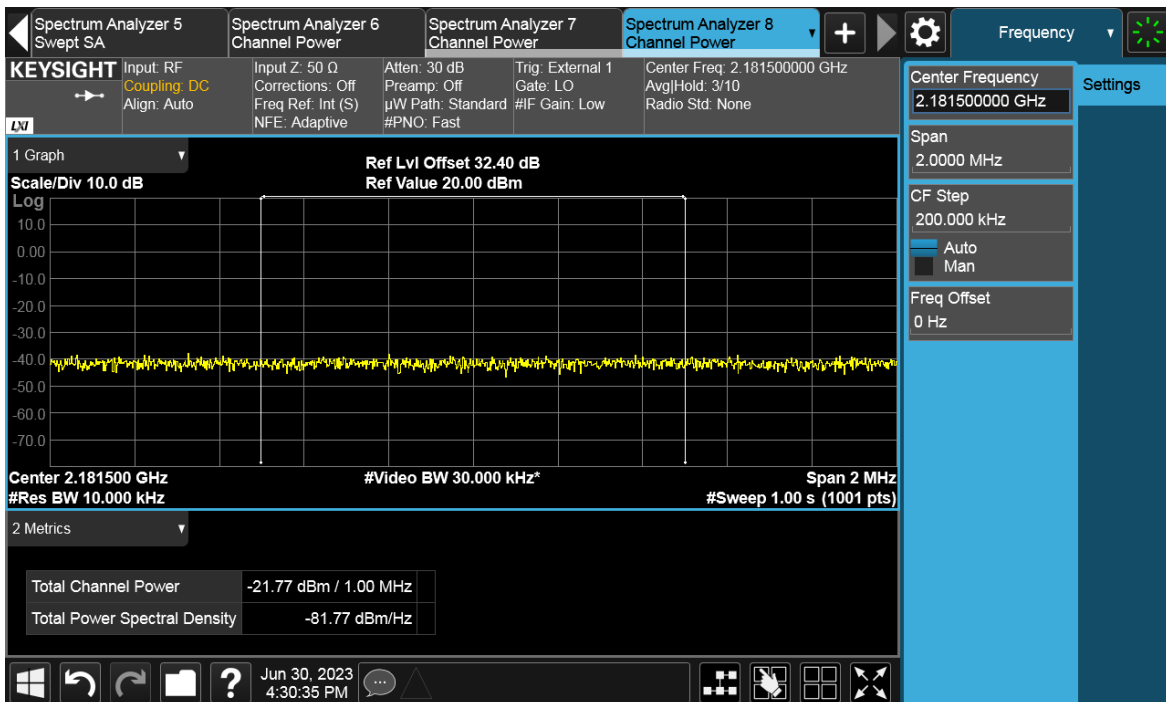 Spectrum Analyzer 5
Swept SA
Spectrum Analyzer 6
Channel Power
Spectrum Analyzer 7
Channel Power
Spectrum Analyzer 8
Channel Power
+
Frequency
KEYSIGHT
LXI
Input: RF
Coupling: DC
Align: Auto
Input Z: 50 Ω
Corrections: Off
Freq Ref: Int (S)
NFE: Adaptive
Atten: 30 dB
Preamp: Off
µW Path: Standard
#PNO: Fast
Trig: External 1
Gate: LO
#IF Gain: Low
Center Freq: 2.181500000 GHz
Avg|Hold: 3/10
Radio Std: None
Center Frequency
2.181500000 GHz
Settings
Span
2.0000 MHz
CF Step
200.000 kHz
Auto
Man
Freq Offset
0 Hz
1 Graph
Scale/Div 10.0 dB
Ref Lvl Offset 32.40 dB
Ref Value 20.00 dBm
Log
10.0
0.00
-10.0
-20.0
-30.0
-40.0
-50.0
-60.0
-70.0
Center 2.181500 GHz
#Video BW 30.000 kHz*
Span 2 MHz
#Res BW 10.000 kHz
#Sweep 1.00 s (1001 pts)
2 Metrics
Total Channel Power -21.77 dBm / 1.00 MHz
Total Power Spectral Density -81.77 dBm/Hz
?
Jun 30, 2023
4:30:35 PM